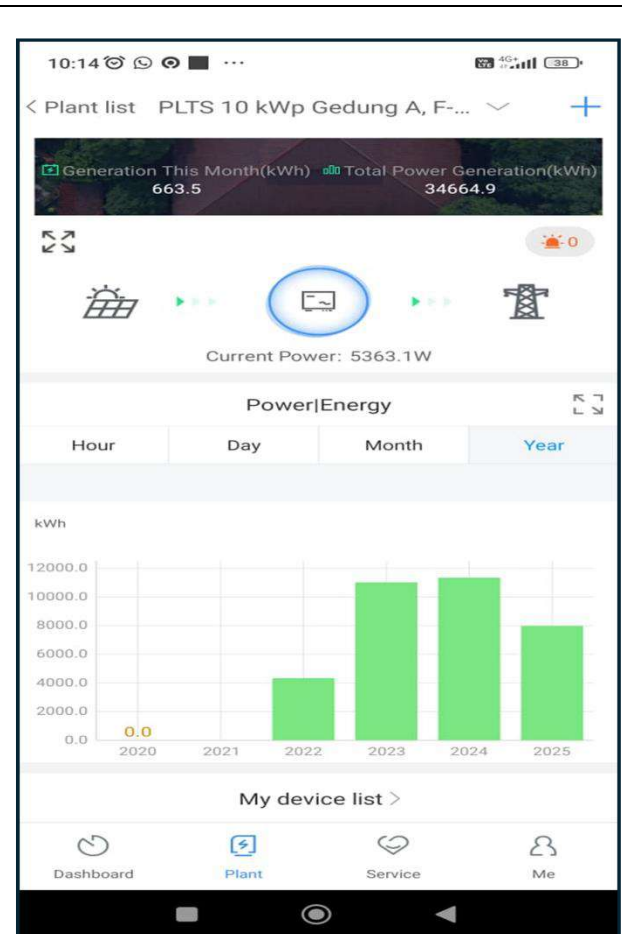 10:14 ... 4G+ 38
< Plant list PLTS 10 kWp Gedung A, F-...
Generation This Month(kWh) Total Power Generation(kWh)
663.5 34664.9
0
Current Power: 5363.1W
Power|Energy
Hour Day Month Year
kWh
12000.0
10000.0
8000.0
6000.0
4000.0
2000.0
0.0 0.0
2020 2021 2022 2023 2024 2025
My device list >
Dashboard Plant Service Me